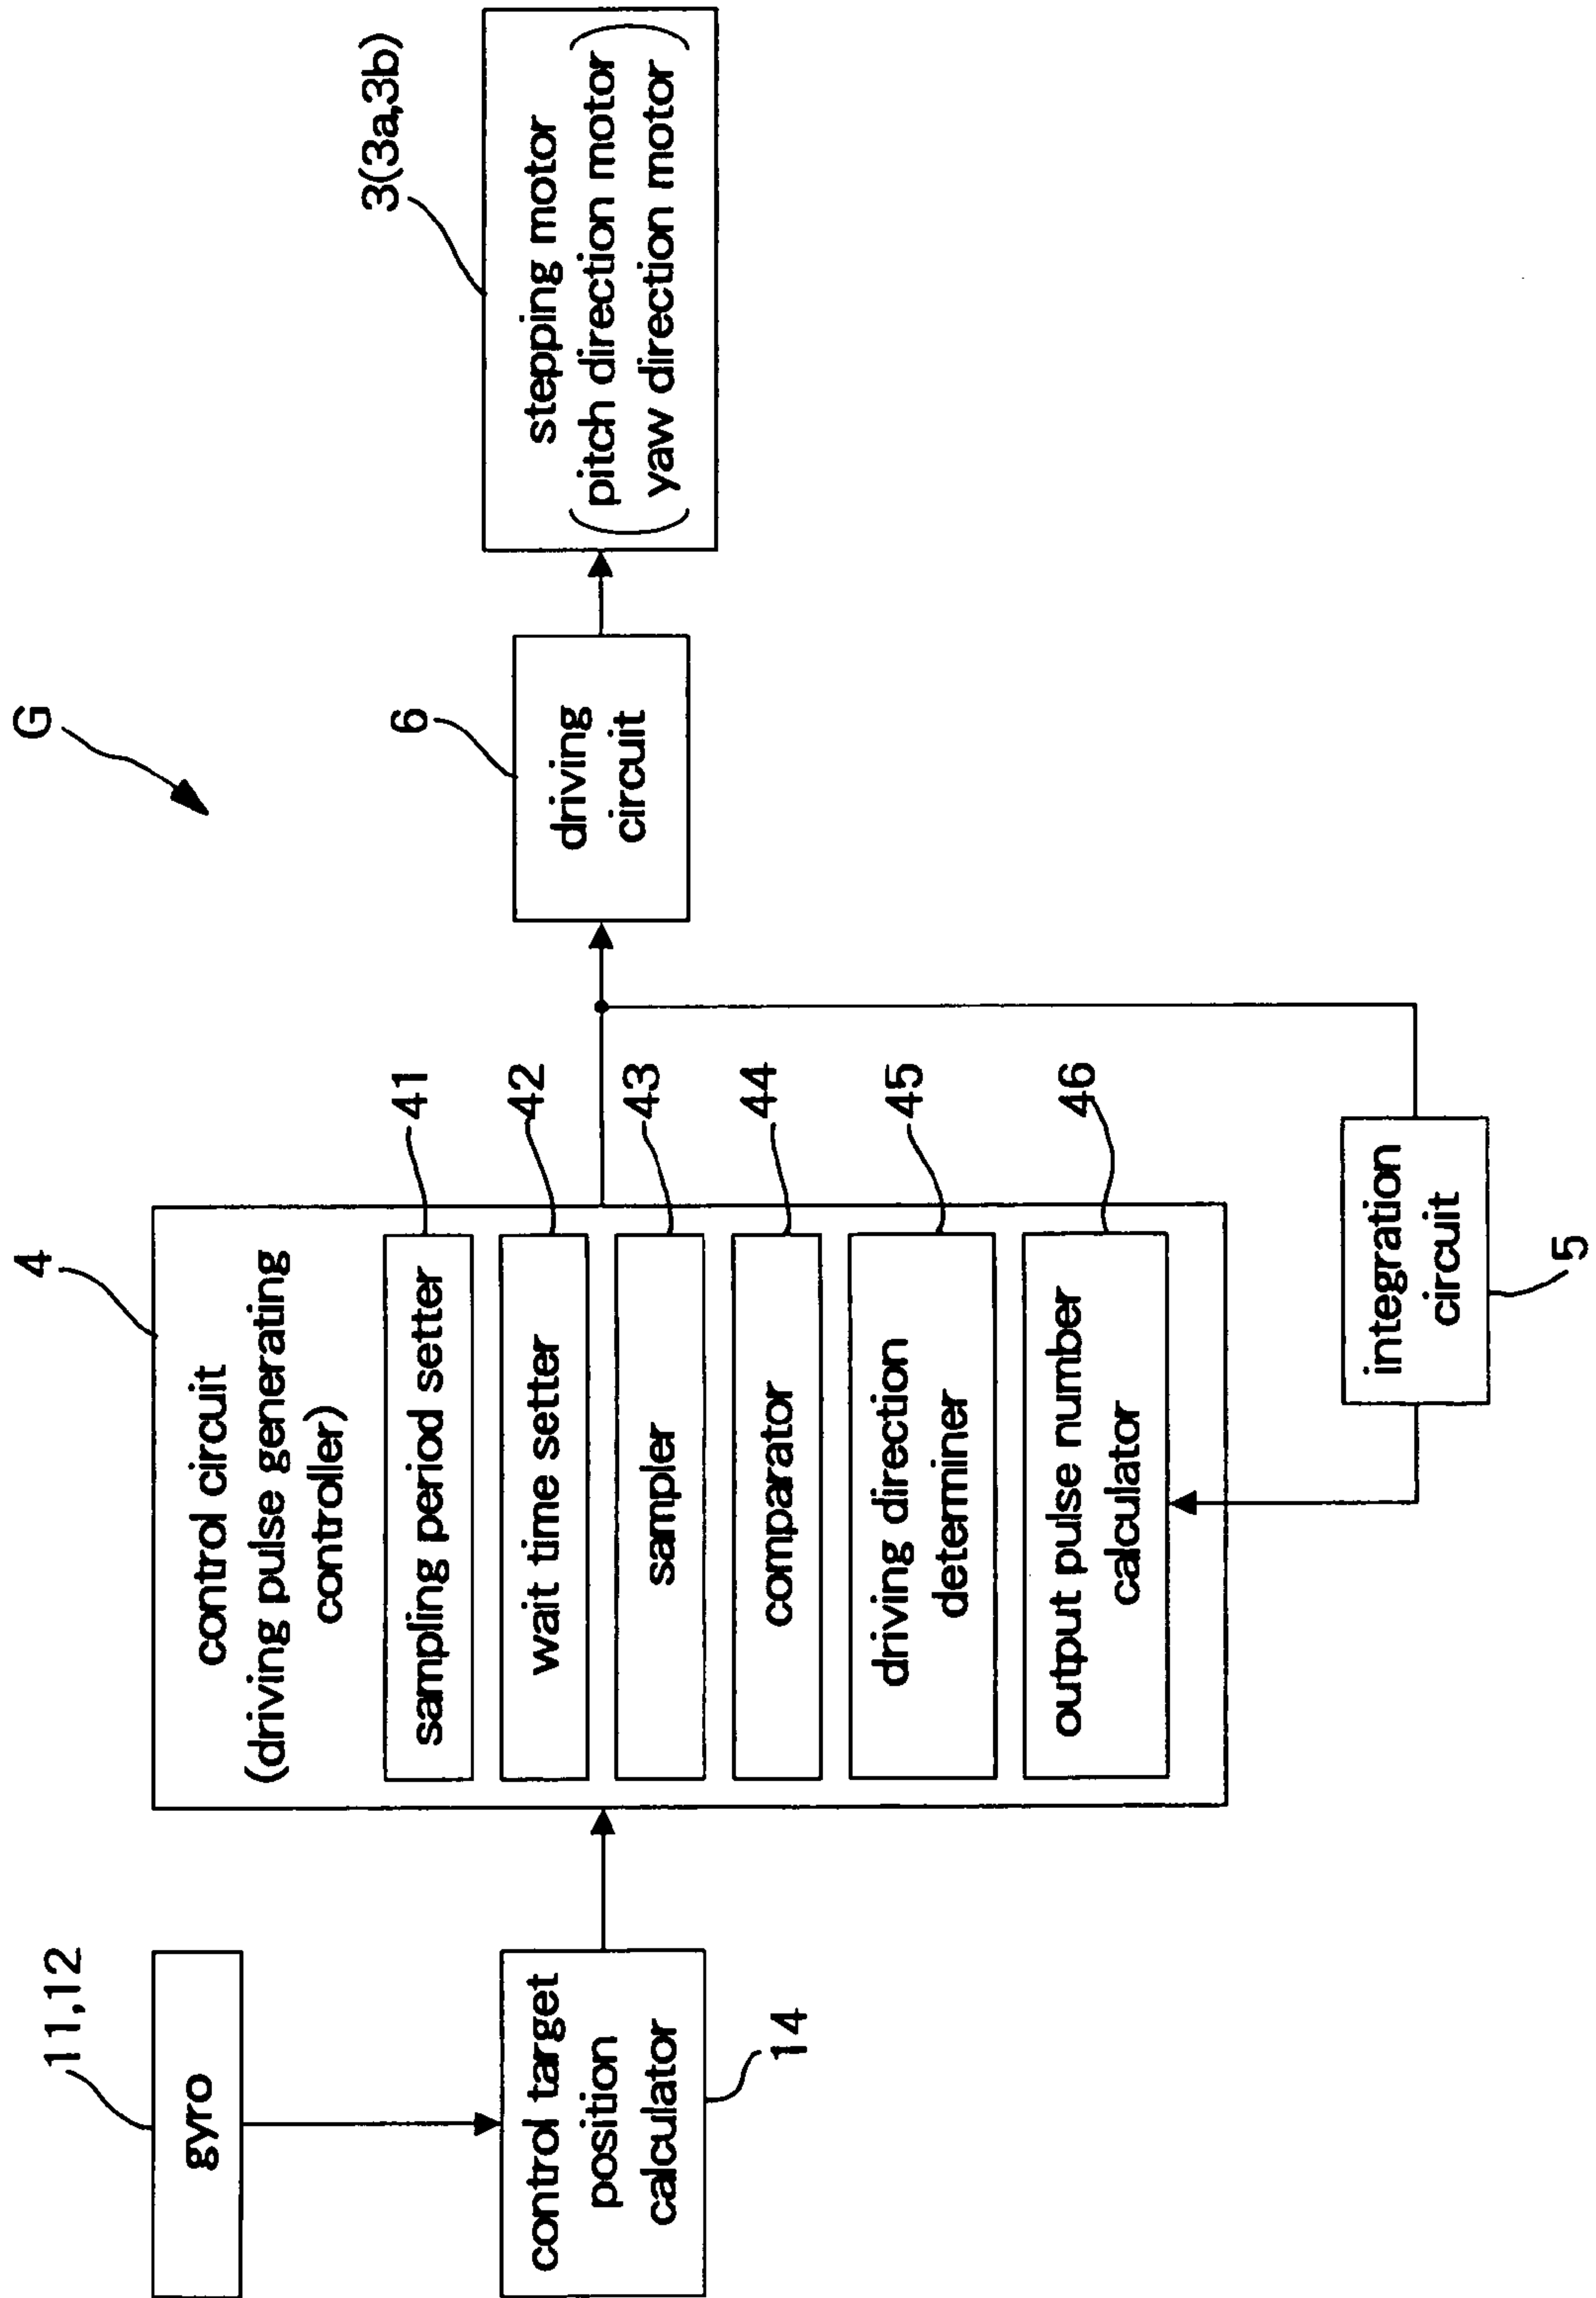 G
11,12
gyro
control target
position
calculator
14
4
control circuit
(driving pulse generating
controller)
sampling period setter
41
wait time setter
42
sampler
43
comparator
44
driving direction
determiner
45
output pulse number
calculator
46
integration
circuit
5
6
driving
circuit
3(3a,3b)
stepping motor
(pitch direction motor
yaw direction motor)